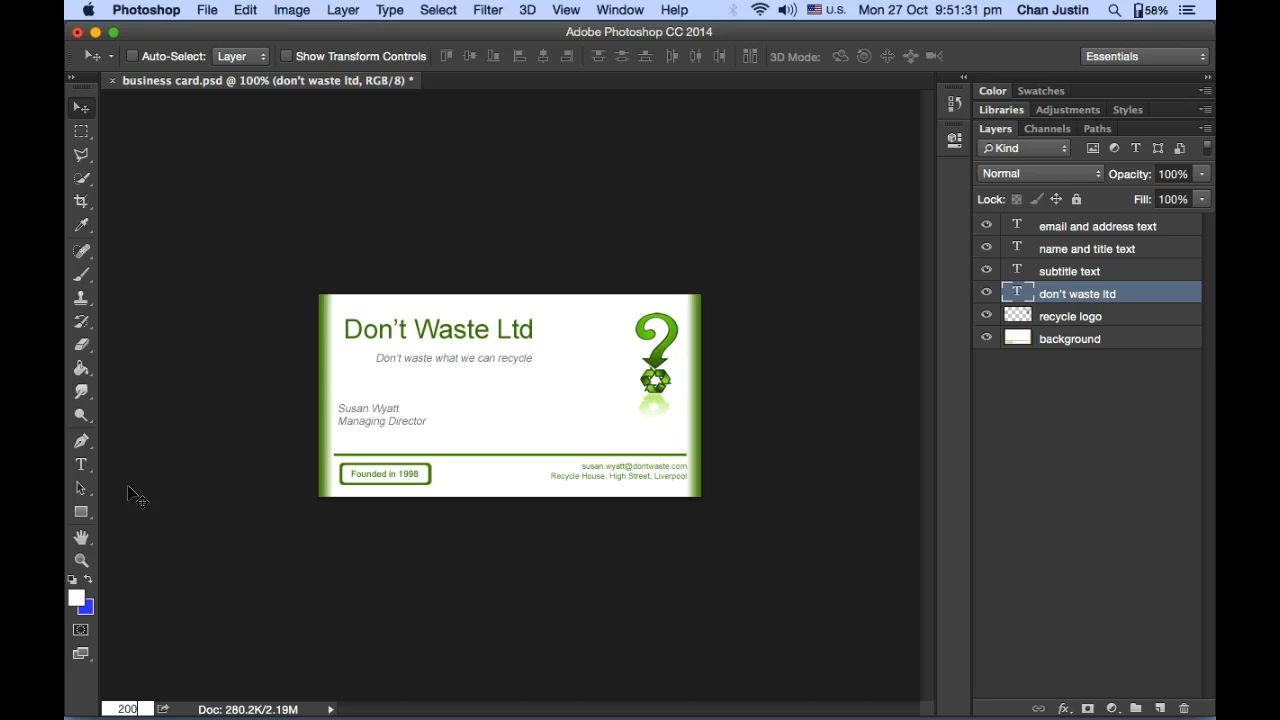 Photoshop File Edit Image Layer Type Select Filter 3D View Window Help U.S. Mon 27 Oct 9:51:31 pm Chan Justin 58%
Adobe Photoshop CC 2014
Auto-Select: Layer Show Transform Controls 3D Mode: Essentials
× business card.psd @ 100% (don't waste ltd, RGB/8) *
Color Swatches
Libraries Adjustments Styles
Layers Channels Paths
Kind
Normal Opacity: 100%
Lock: Fill: 100%
T email and address text
T name and title text
T subtitle text
T don't waste ltd
recycle logo
background
Don't Waste Ltd
Don't waste what we can recycle
Susan Wyatt
Managing Director
Founded in 1998
susan.wyatt@dontwaste.com
Recycle House, High Street, Liverpool
200
Doc: 280.2K/2.19M